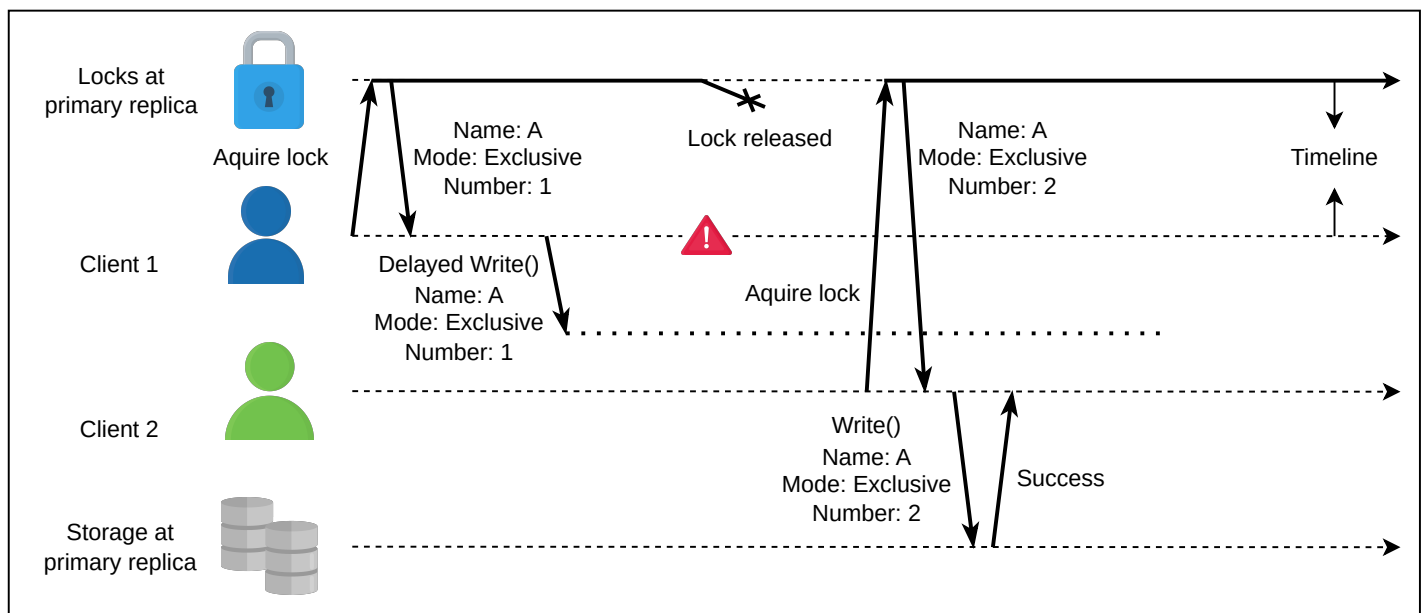 Locks at
primary replica
Aquire lock
Name: A
Mode: Exclusive
Number: 1
Lock released
Name: A
Mode: Exclusive
Number: 2
Timeline
Client 1
Delayed Write()
Name: A
Mode: Exclusive
Number: 1
Aquire lock
Client 2
Write()
Name: A
Mode: Exclusive
Number: 2
Success
Storage at
primary replica